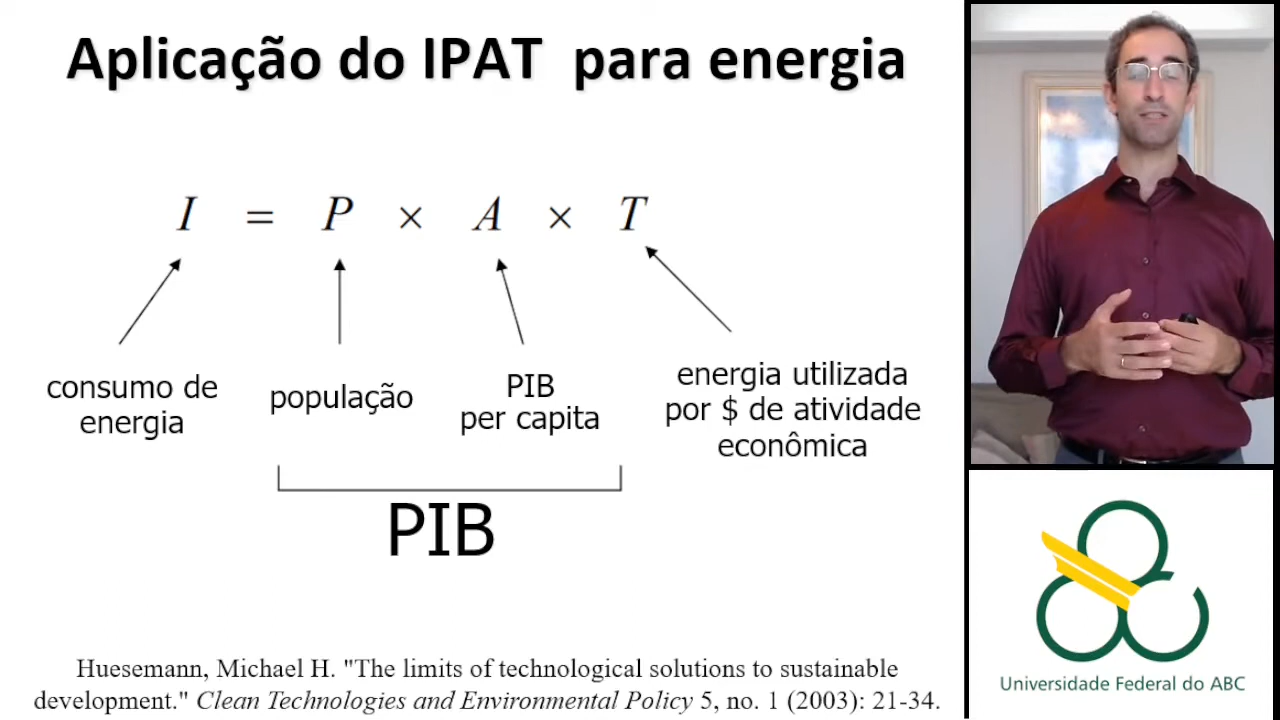 Aplicação do IPAT para energia
I = P × A × T
consumo de
energia
população
PIB
per capita
energia utilizada
por $ de atividade
econômica
PIB
Huesemann, Michael H. "The limits of technological solutions to sustainable
development." Clean Technologies and Environmental Policy 5, no. 1 (2003): 21-34.
Universidade Federal do ABC